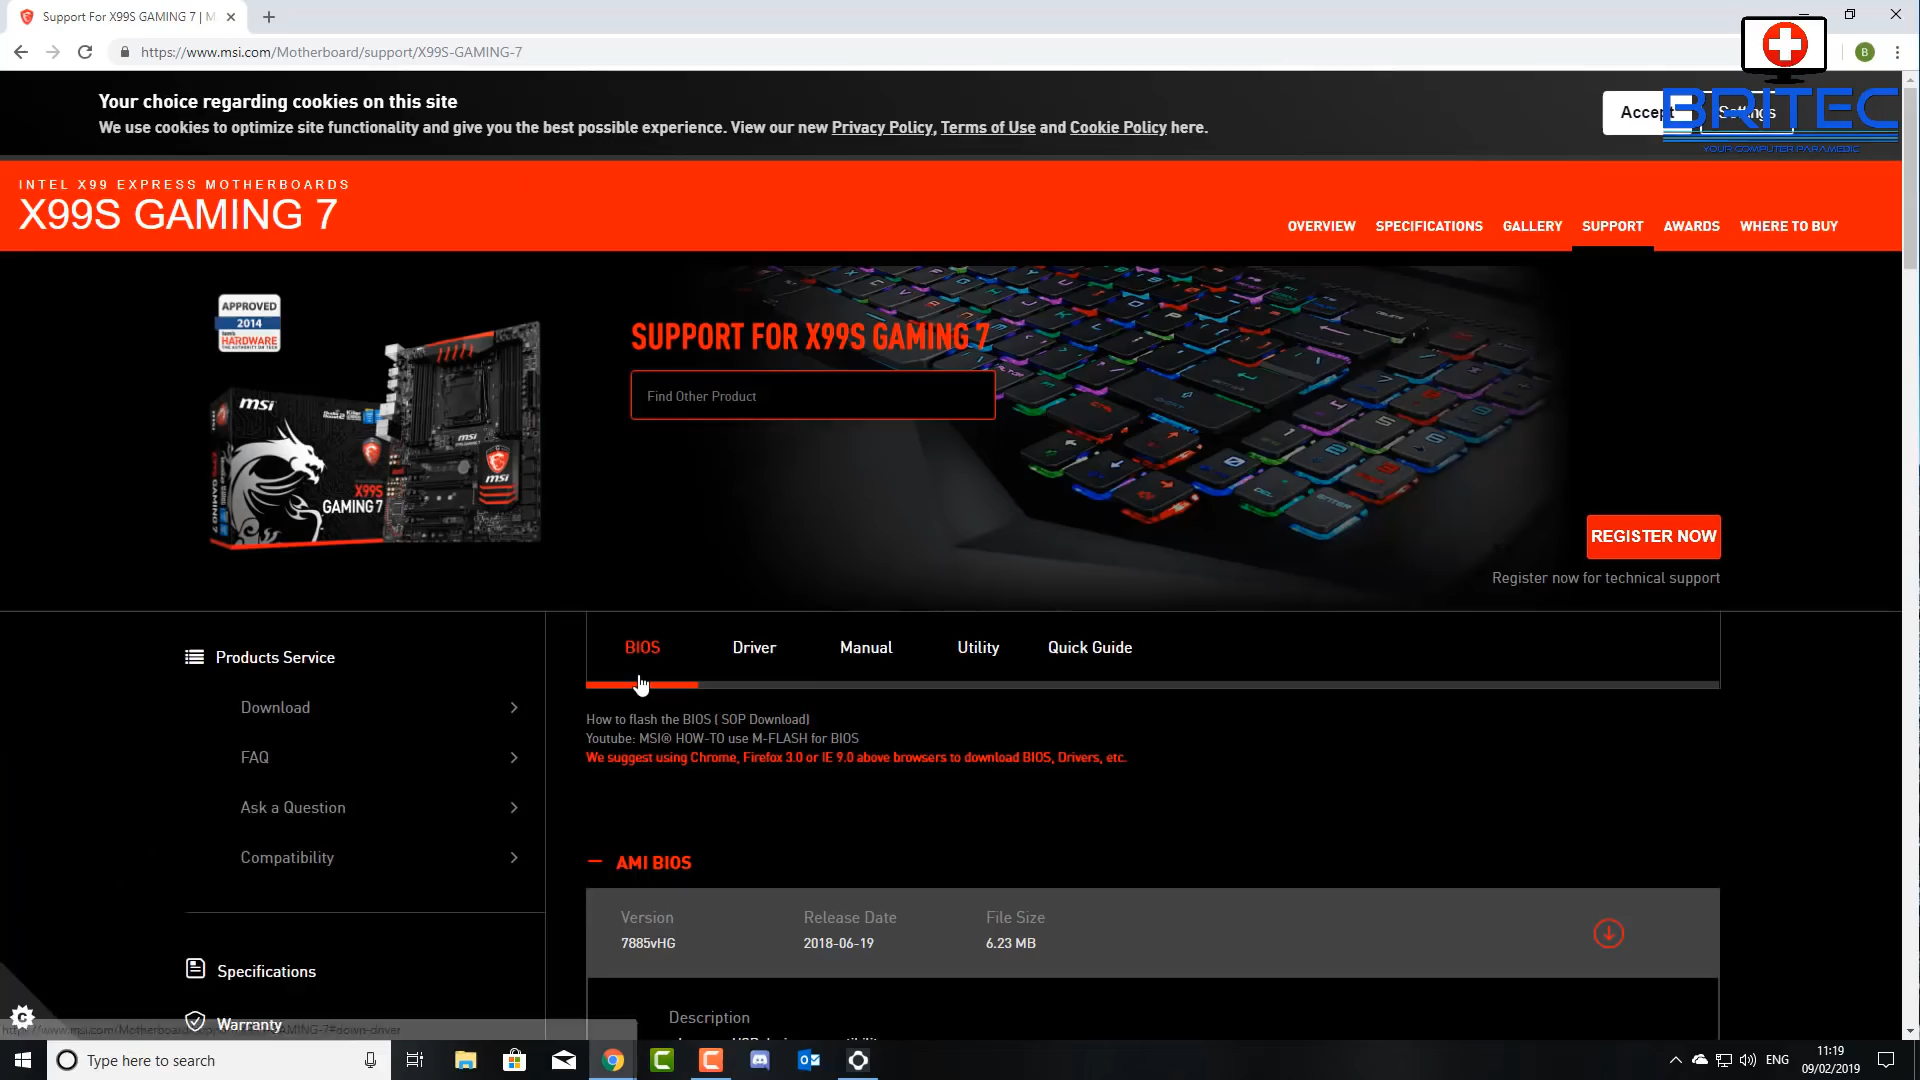 Support For X99S GAMING 7 | M
https://www.msi.com/Motherboard/support/X99S-GAMING-7
B
Your choice regarding cookies on this site
We use cookies to optimize site functionality and give you the best possible experience. View our new Privacy Policy, Terms of Use and Cookie Policy here.
Accept
Settings
BRITEC
YOUR COMPUTER PARAMEDIC
INTEL X99 EXPRESS MOTHERBOARDS
X99S GAMING 7
OVERVIEW SPECIFICATIONS GALLERY SUPPORT AWARDS WHERE TO BUY
APPROVED
2014
HARDWARE
msi
X99S
GAMING 7
msi
SUPPORT FOR X99S GAMING 7
Find Other Product
REGISTER NOW
Register now for technical support
Products Service
Download
FAQ
Ask a Question
Compatibility
Specifications
Warranty
BIOS Driver Manual Utility Quick Guide
How to flash the BIOS ( SOP Download)
Youtube: MSI® HOW-TO use M-FLASH for BIOS
We suggest using Chrome, Firefox 3.0 or IE 9.0 above browsers to download BIOS, Drivers, etc.
AMI BIOS
Version Release Date File Size
7885vHG 2018-06-19 6.23 MB
Description
Type here to search
ENG
11:19
09/02/2019